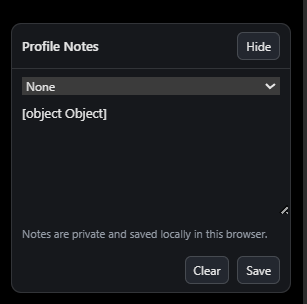 Profile Notes
Hide
None
[object Object]
Notes are private and saved locally in this browser.
Clear
Save